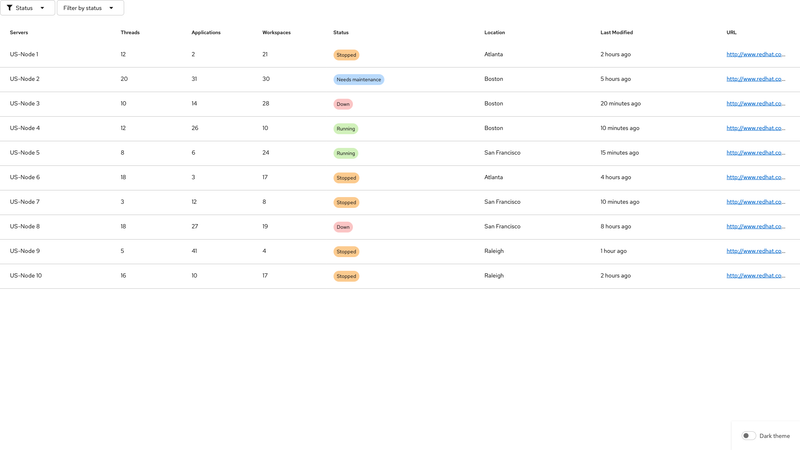 Status Filter by status
Servers Threads Applications Workspaces Status Location Last Modified URL
US-Node 1 12 2 21 Stopped Atlanta 2 hours ago http://www.redhat.co...
US-Node 2 20 31 30 Needs maintenance Boston 5 hours ago http://www.redhat.co...
US-Node 3 10 14 28 Down Boston 20 minutes ago http://www.redhat.co...
US-Node 4 12 26 10 Running Boston 10 minutes ago http://www.redhat.co...
US-Node 5 8 6 24 Running San Francisco 15 minutes ago http://www.redhat.co...
US-Node 6 18 3 17 Stopped Atlanta 4 hours ago http://www.redhat.co...
US-Node 7 3 12 8 Stopped San Francisco 10 minutes ago http://www.redhat.co...
US-Node 8 18 27 19 Down San Francisco 8 hours ago http://www.redhat.co...
US-Node 9 5 41 4 Stopped Raleigh 1 hour ago http://www.redhat.co...
US-Node 10 16 10 17 Stopped Raleigh 2 hours ago http://www.redhat.co...
Dark theme